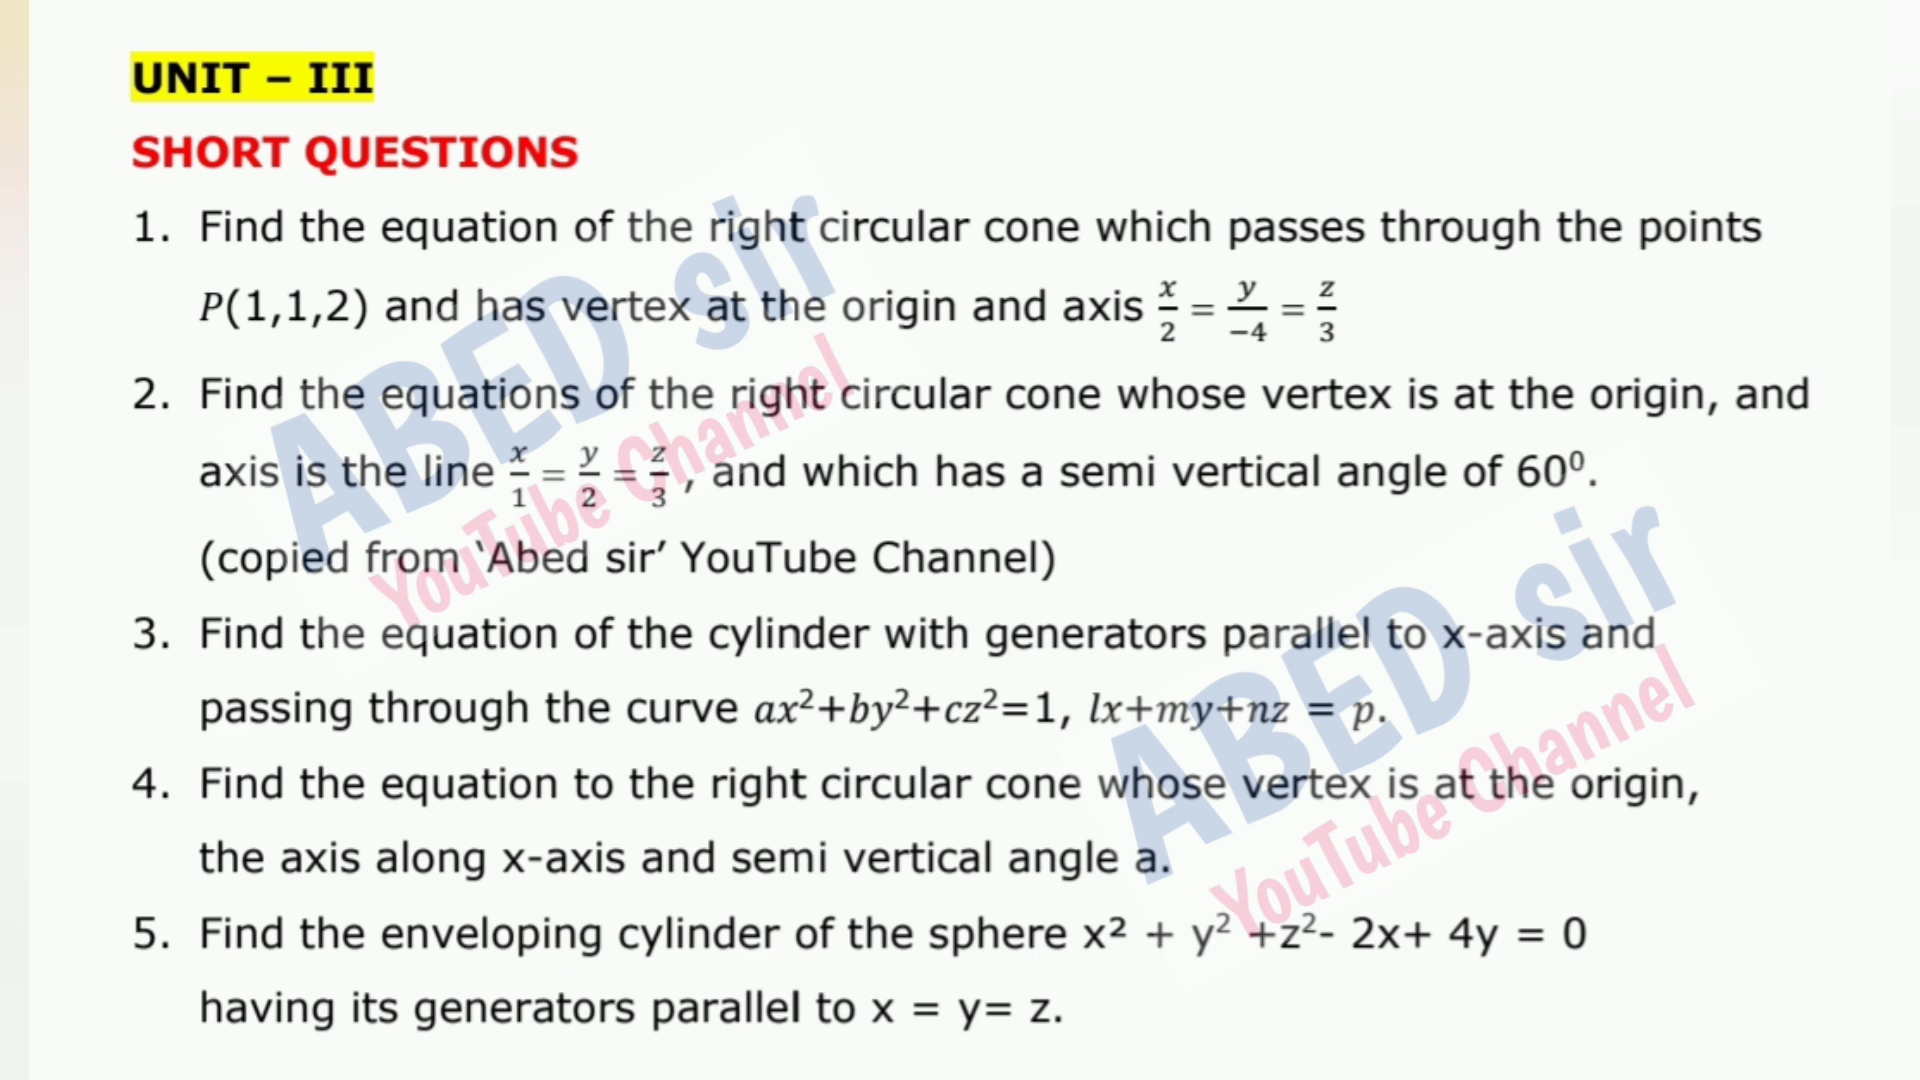 UNIT – III
SHORT QUESTIONS
1. Find the equation of the right circular cone which passes through the points
P(1,1,2) and has vertex at the origin and axis x/2 = y/−4 = z/3
2. Find the equations of the right circular cone whose vertex is at the origin, and
axis is the line x/1 = y/2 = z/3 , and which has a semi vertical angle of 60⁰.
(copied from ‘Abed sir’ YouTube Channel)
3. Find the equation of the cylinder with generators parallel to x-axis and
passing through the curve ax²+by²+cz²=1, lx+my+nz = p.
4. Find the equation to the right circular cone whose vertex is at the origin,
the axis along x-axis and semi vertical angle a.
5. Find the enveloping cylinder of the sphere x² + y² +z²- 2x+ 4y = 0
having its generators parallel to x = y= z.
ABED sir
YouTube Channel
ABED sir
YouTube Channel